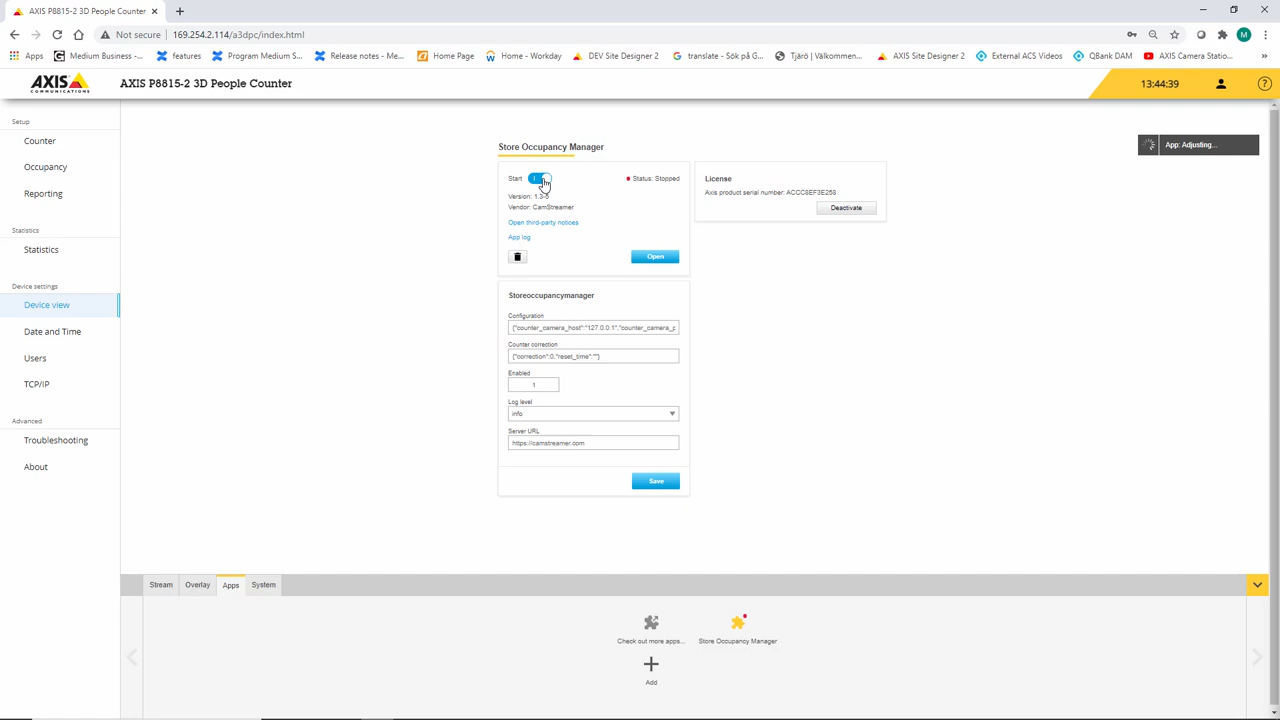 AXIS P8815-2 3D People Counter
Not secure
169.254.2.114/a3dpc/index.html
M
Apps
Medium Business -...
features
Program Medium S...
Release notes - Me...
Home Page
Home - Workday
DEV Site Designer 2
translate - Sök på G...
Tjärö | Välkommen...
AXIS Site Designer 2
External ACS Videos
QBank DAM
AXIS Camera Statio...
»
AXIS
COMMUNICATIONS
AXIS P8815-2 3D People Counter
13:44:39
?
Setup
Counter
Occupancy
Reporting
Statistics
Statistics
Device settings
Device view
Date and Time
Users
TCP/IP
Advanced
Troubleshooting
About
App: Adjusting...
Store Occupancy Manager
Start
Status: Stopped
Version: 1.3-5
Vendor: CamStreamer
Open third-party notices
App log
Open
License
Axis product serial number: ACCC8EF3E258
Deactivate
Storeoccupancymanager
Configuration
{"counter_camera_host":"127.0.0.1","counter_camera_p
Counter correction
{"correction":0,"reset_time":""}
Enabled
1
Log level
info
Server URL
https://camstreamer.com
Save
Stream
Overlay
Apps
System
Check out more apps...
Store Occupancy Manager
Add